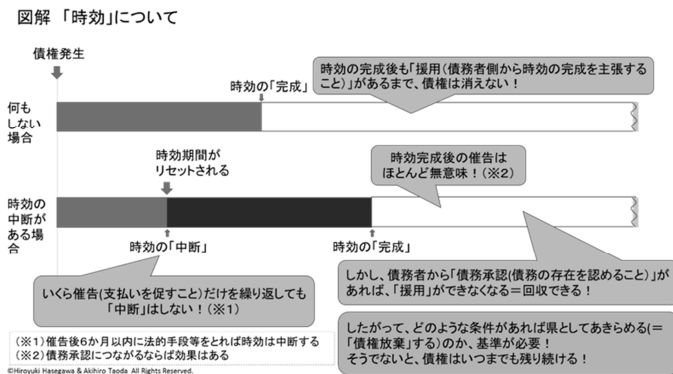 図解 「時効」について
債権発生
時効の「完成」
時効の完成後も「援用（債務者側から時効の完成を主張する
こと）」があるまで、債権は消えない！
何も
しない
場合
時効期間が
リセットされる
時効完成後の催告は
ほとんど無意味！（※2）
時効の
中断が
ある場
合
時効の「中断」
時効の「完成」
いくら催告(支払いを促すこと)だけを繰り返しても
「中断」はしない！（※1）
しかし、債務者から「債務承認(債務の存在を認めること)」が
あれば、「援用」ができなくなる＝回収できる！
したがって、どのような条件があれば県としてあきらめる(＝
「債権放棄」する)のか、基準が必要！
そうでないと、債権はいつまでも残り続ける！
（※1）催告後6か月以内に法的手段等をとれば時効は中断する
（※2）債務承認につながるならば効果はある
©Hiroyuki Hasegawa & Akihiro Taoda All Rights Reserved.